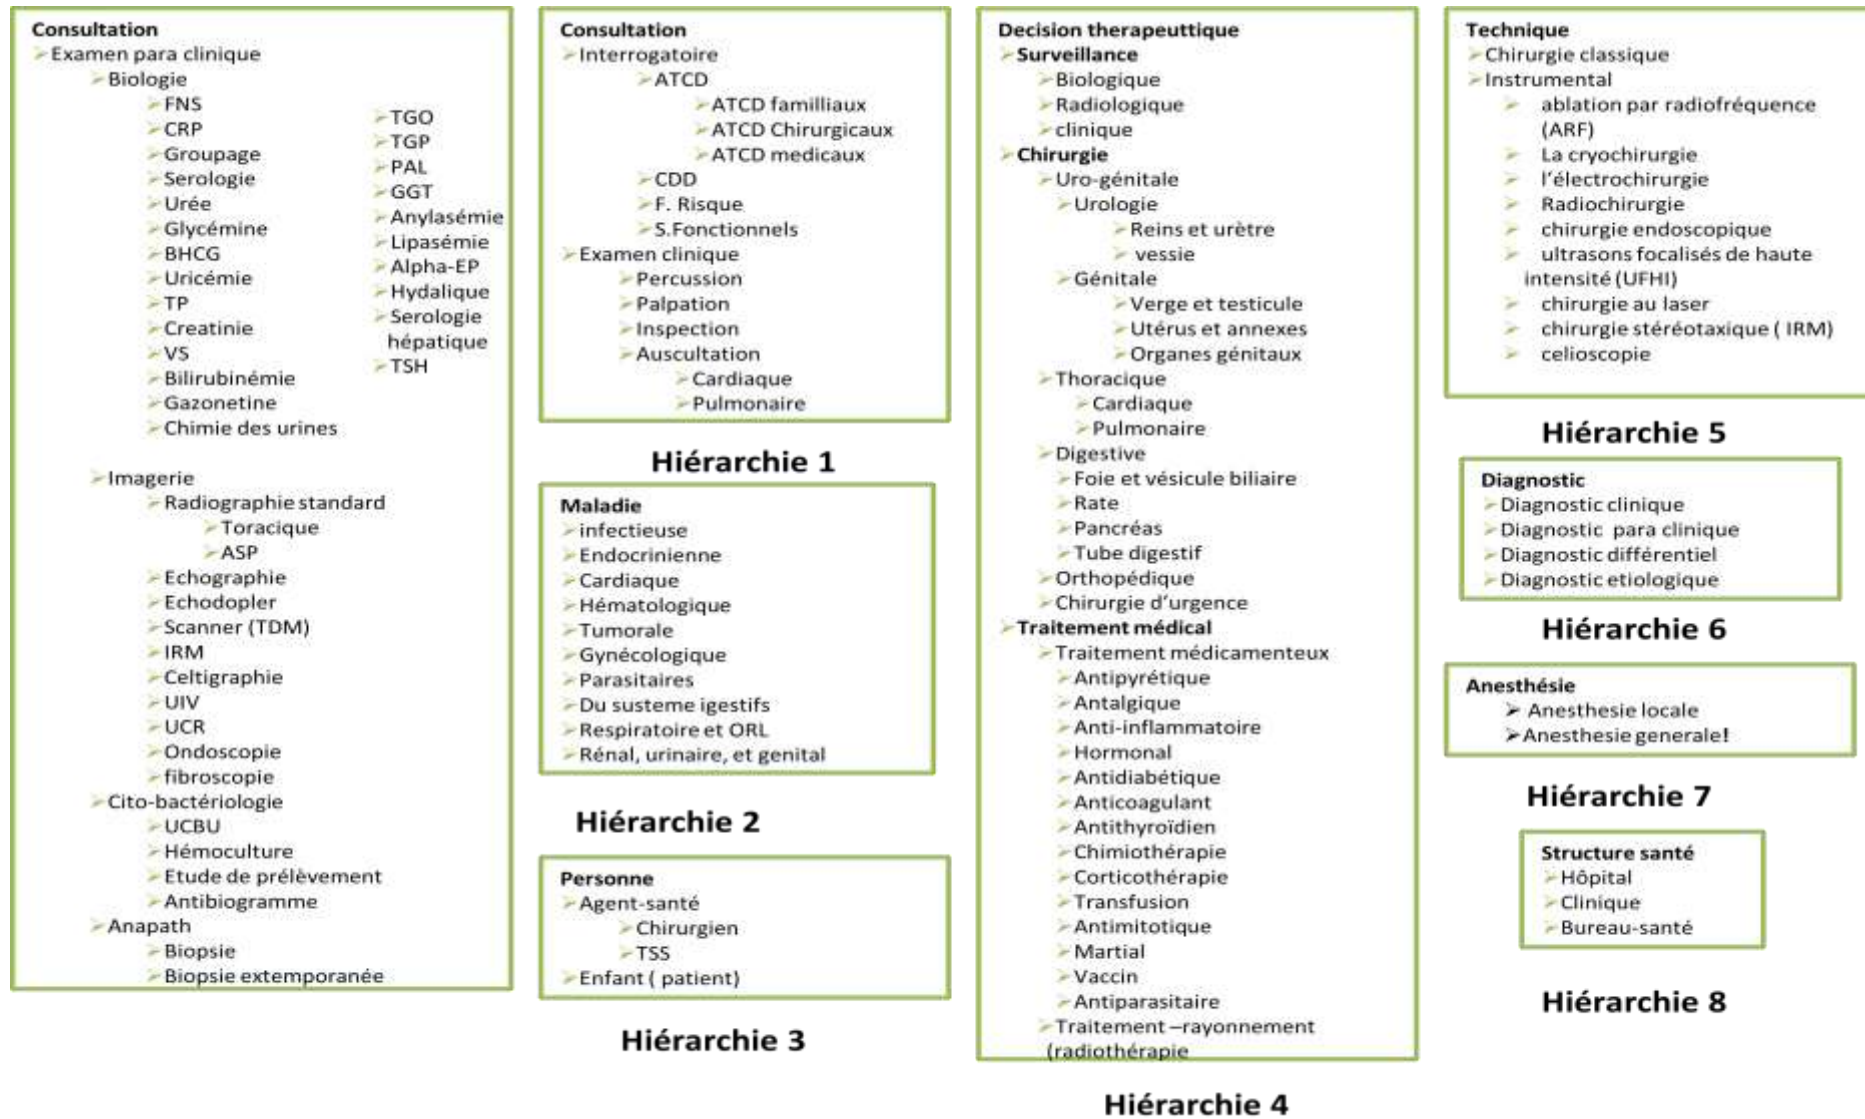 Consultation
Examen para clinique
Biologie
FNS
CRP
Groupage
Serologie
Urée
Glycémine
BHCG
Uricémie
TP
Creatinie
VS
Bilirubinémie
Gazonetine
Chimie des urines
TGO
TGP
PAL
GGT
Anylasémie
Lipasémie
Alpha-EP
Hydalique
Serologie
hépatique
TSH
Imagerie
Radiographie standard
Toracique
ASP
Echographie
Echodopler
Scanner (TDM)
IRM
Celtigraphie
UIV
UCR
Ondoscopie
fibroscopie
Cito-bactériologie
UCBU
Hémoculture
Etude de prélèvement
Antibiogramme
Anapath
Biopsie
Biopsie extemporanée
Consultation
Interrogatoire
ATCD
ATCD familliaux
ATCD Chirurgicaux
ATCD medicaux
CDD
F. Risque
S.Fonctionnels
Examen clinique
Percussion
Palpation
Inspection
Auscultation
Cardiaque
Pulmonaire
Hiérarchie 1
Maladie
infectieuse
Endocrinienne
Cardiaque
Hématologique
Tumorale
Gynécologique
Parasitaires
Du susteme igestifs
Respiratoire et ORL
Rénal, urinaire, et genital
Hiérarchie 2
Personne
Agent-santé
Chirurgien
TSS
Enfant ( patient)
Hiérarchie 3
Decision therapeuttique
Surveillance
Biologique
Radiologique
clinique
Chirurgie
Uro-génitale
Urologie
Reins et urètre
vessie
Génitale
Verge et testicule
Utérus et annexes
Organes génitaux
Thoracique
Cardiaque
Pulmonaire
Digestive
Foie et vésicule biliaire
Rate
Pancréas
Tube digestif
Orthopédique
Chirurgie d'urgence
Traitement médical
Traitement médicamenteux
Antipyrétique
Antalgique
Anti-inflammatoire
Hormonal
Antidiabétique
Anticoagulant
Antithyroïdien
Chimiothérapie
Corticothérapie
Transfusion
Antimitotique
Martial
Vaccin
Antiparasitaire
Traitement –rayonnement
(radiothérapie
Hiérarchie 4
Technique
Chirurgie classique
Instrumental
ablation par radiofréquence
(ARF)
La cryochirurgie
l'électrochirurgie
Radiochirurgie
chirurgie endoscopique
ultrasons focalisés de haute
intensité (UFHI)
chirurgie au laser
chirurgie stéréotaxique ( IRM)
celioscopie
Hiérarchie 5
Diagnostic
Diagnostic clinique
Diagnostic para clinique
Diagnostic différentiel
Diagnostic etiologique
Hiérarchie 6
Anesthésie
Anesthesie locale
Anesthesie generale!
Hiérarchie 7
Structure santé
Hôpital
Clinique
Bureau-santé
Hiérarchie 8